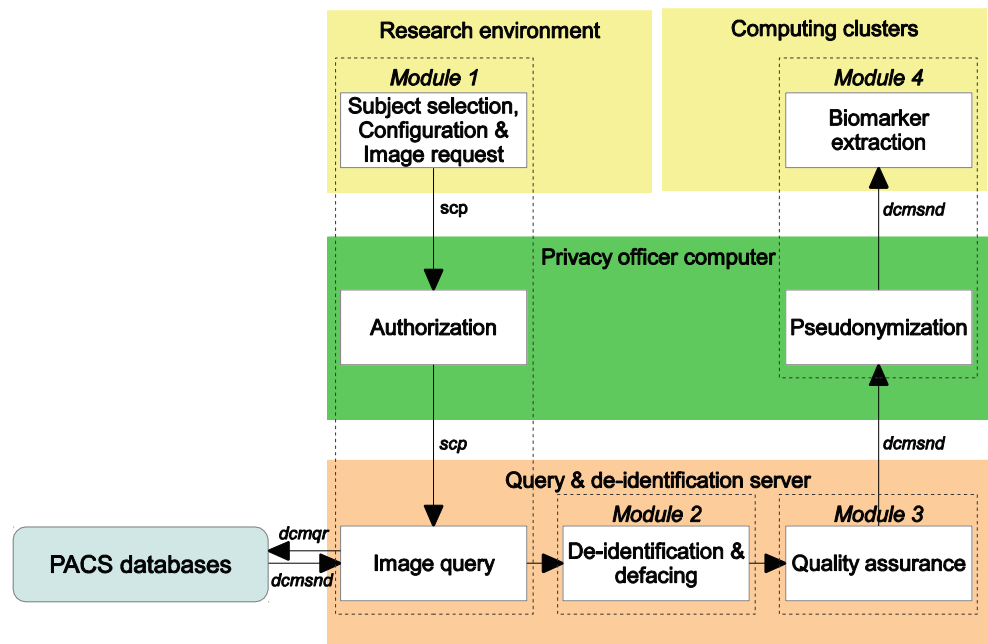 Research environment
Computing clusters
Module 1
Module 4
Subject selection,
Configuration &
Image request
Biomarker
extraction
scp
dcmsnd
Privacy officer computer
Authorization
Pseudonymization
scp
dcmsnd
Query & de-identification server
Module 2
Module 3
PACS databases
dcmqr
dcmsnd
Image query
De-identification &
defacing
Quality assurance